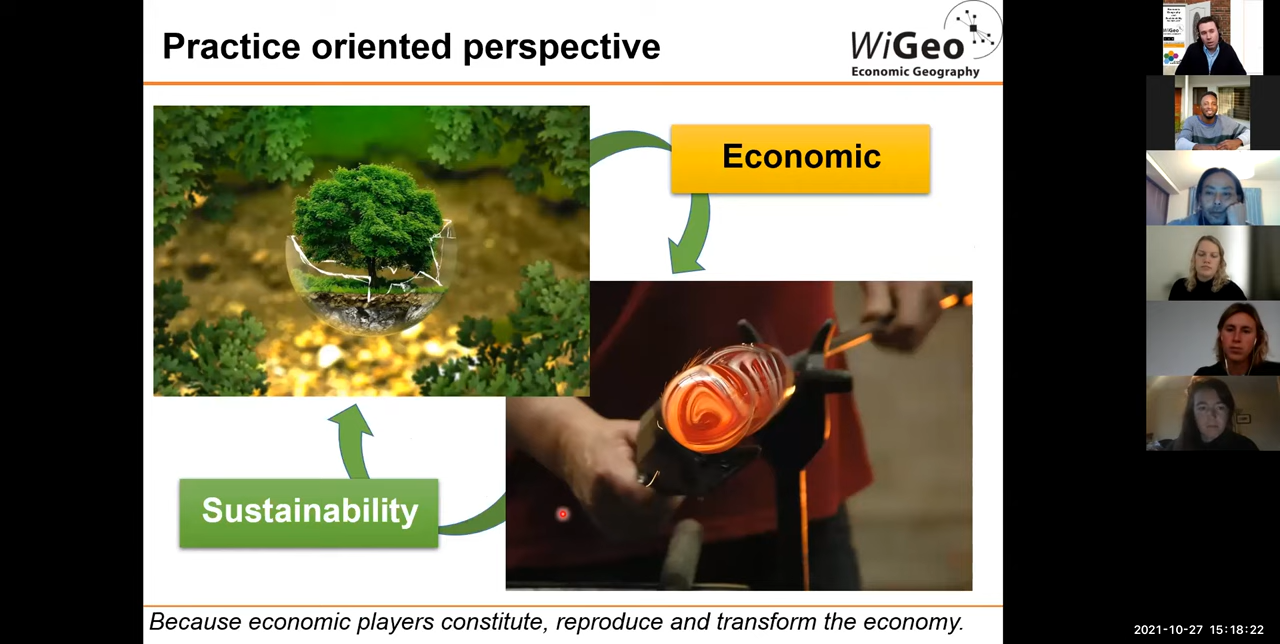 Practice oriented perspective
WiGeo
Economic Geography
Economic
Sustainability
Because economic players constitute, reproduce and transform the economy.
2021-10-27 15:18:22